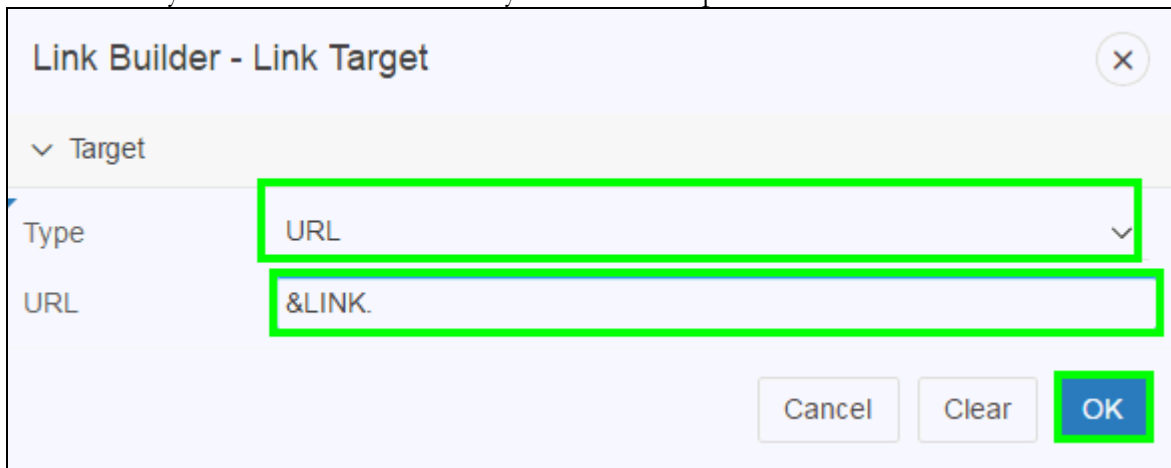 Link Builder - Link Target
Target
Type URL
URL &LINK.
Cancel Clear OK